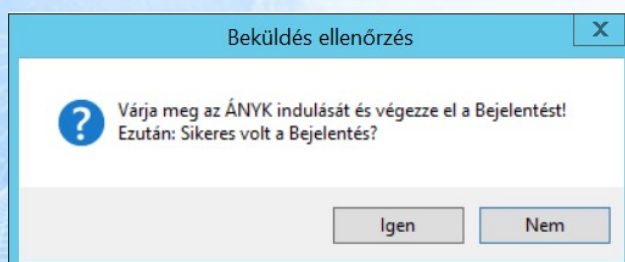 Beküldés ellenőrzés
Várja meg az ÁNYK indulását és végezze el a Bejelentést!
Ezután: Sikeres volt a Bejelentés?
Igen
Nem